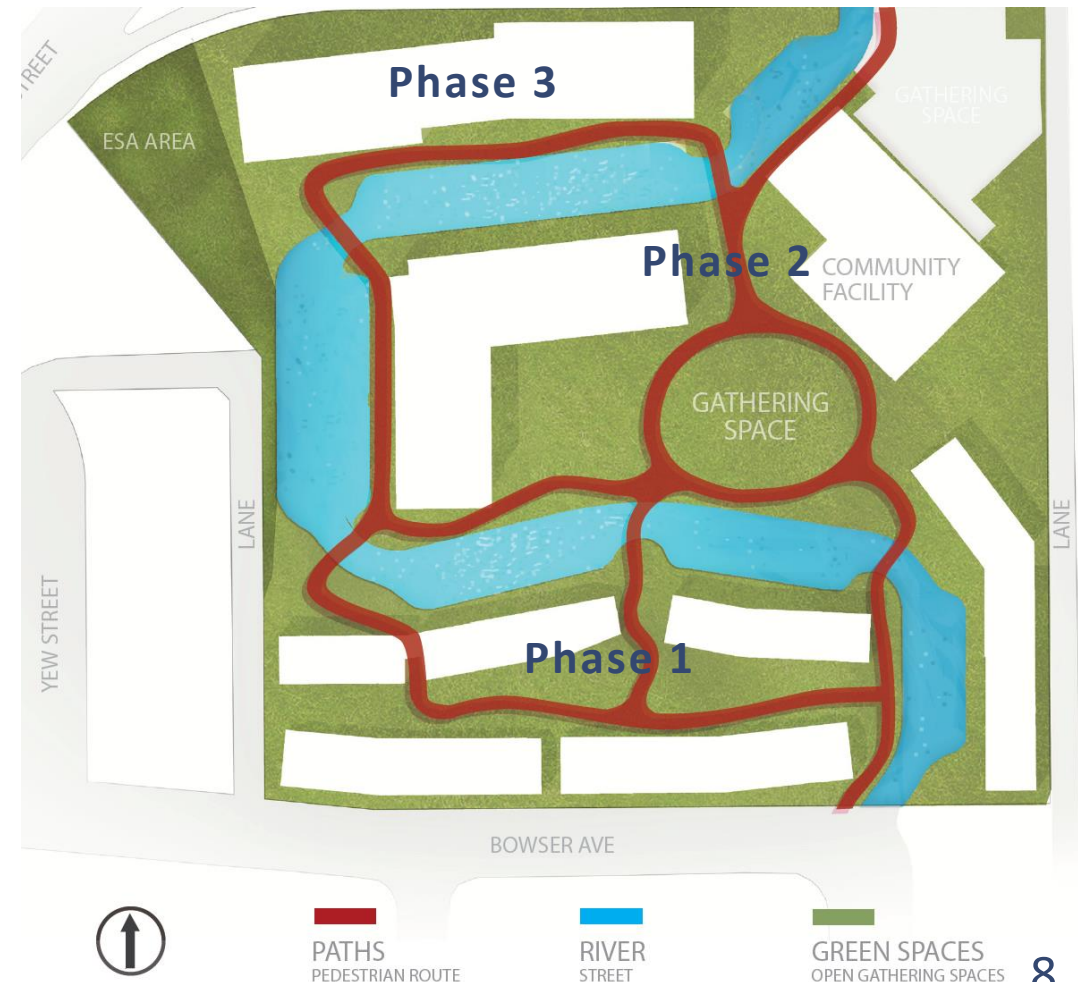 TREET
Phase 3
GATHERING
SPACE
ESA AREA
Phase 2
COMMUNITY
FACILITY
GATHERING
SPACE
LANE
LANE
YEW STREET
Phase 1
BOWSER AVE
PATHS
PEDESTRIAN ROUTE
RIVER
STREET
GREEN SPACES
OPEN GATHERING SPACES
8